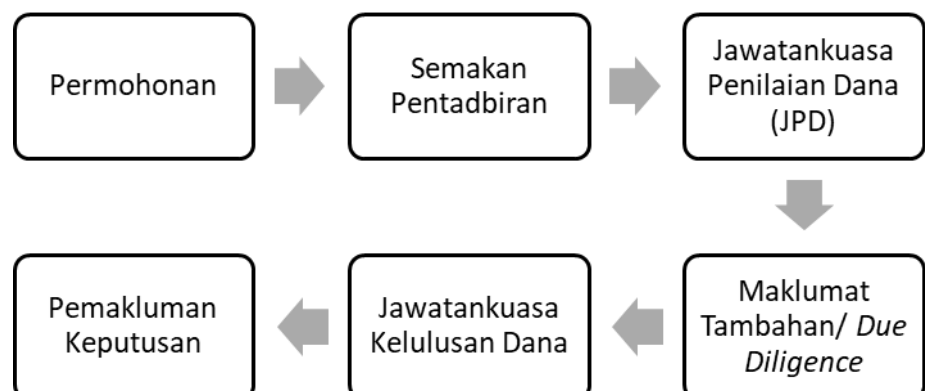 Permohonan
Semakan
Pentadbiran
Jawatankuasa
Penilaian Dana
(JPD)
Maklumat
Tambahan/ Due
Diligence
Jawatankuasa
Kelulusan Dana
Pemakluman
Keputusan